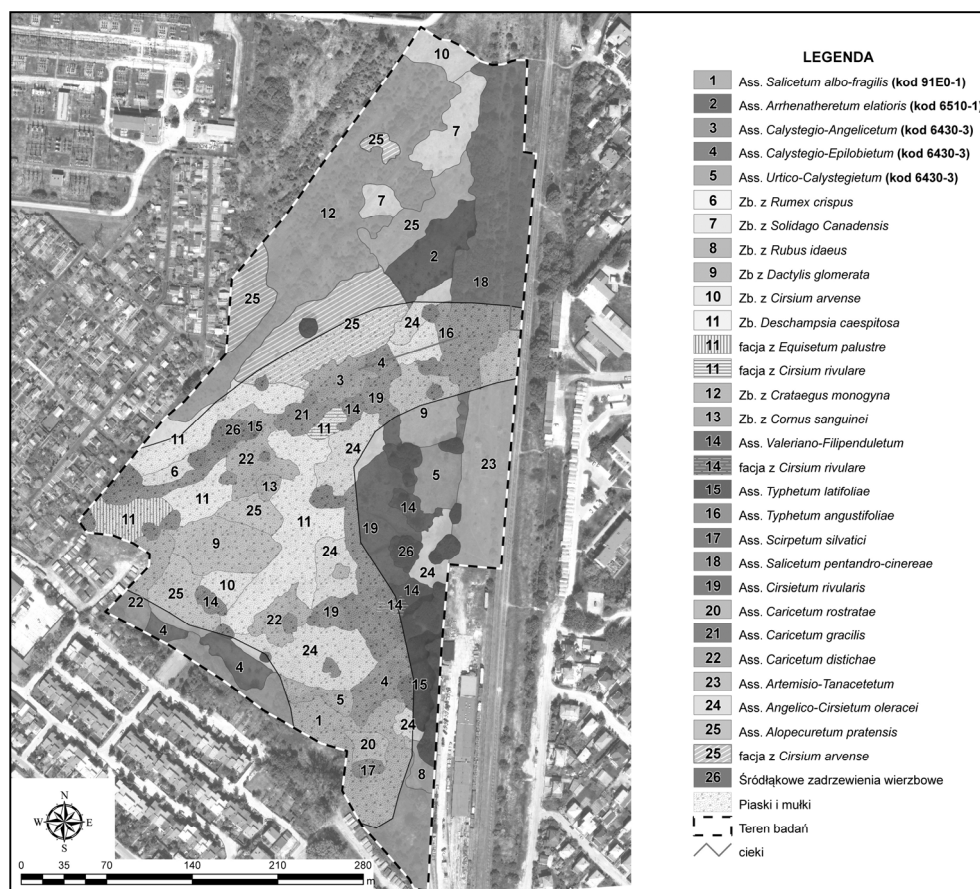 10
7
25
12
7
25
2
18
25
25
24
16
4
3
19
14
21
9
11
15
26
24
11
22
23
6
13
5
11
25
14
11
19
11
9
26
24
24
10
14
14
25
19
14
22
22
4
24
4
4
15
5
1
24
20
17
8
N
W E
S
0 35 70 140 210 280
m
LEGENDA
1 Ass. Salicetum albo-fragilis (kod 91E0-1)
2 Ass. Arrhenatheretum elatioris (kod 6510-1)
3 Ass. Calystegio-Angelicetum (kod 6430-3)
4 Ass. Calystegio-Epilobietum (kod 6430-3)
5 Ass. Urtico-Calystegietum (kod 6430-3)
6 Zb. z Rumex crispus
7 Zb. z Solidago Canadensis
8 Zb. z Rubus idaeus
9 Zb z Dactylis glomerata
10 Zb. z Cirsium arvense
11 Zb. Deschampsia caespitosa
11 facja z Equisetum palustre
11 facja z Cirsium rivulare
12 Zb. z Crataegus monogyna
13 Zb. z Cornus sanguinei
14 Ass. Valeriano-Filipenduletum
14 facja z Cirsium rivulare
15 Ass. Typhetum latifoliae
16 Ass. Typhetum angustifoliae
17 Ass. Scirpetum silvatici
18 Ass. Salicetum pentandro-cinereae
19 Ass. Cirsietum rivularis
20 Ass. Caricetum rostratae
21 Ass. Caricetum gracilis
22 Ass. Caricetum distichae
23 Ass. Artemisio-Tanacetetum
24 Ass. Angelico-Cirsietum oleracei
25 Ass. Alopecuretum pratensis
25 facja z Cirsium arvense
26 Śródłąkowe zadrzewienia wierzbowe
Piaski i mułki
Teren badań
cieki